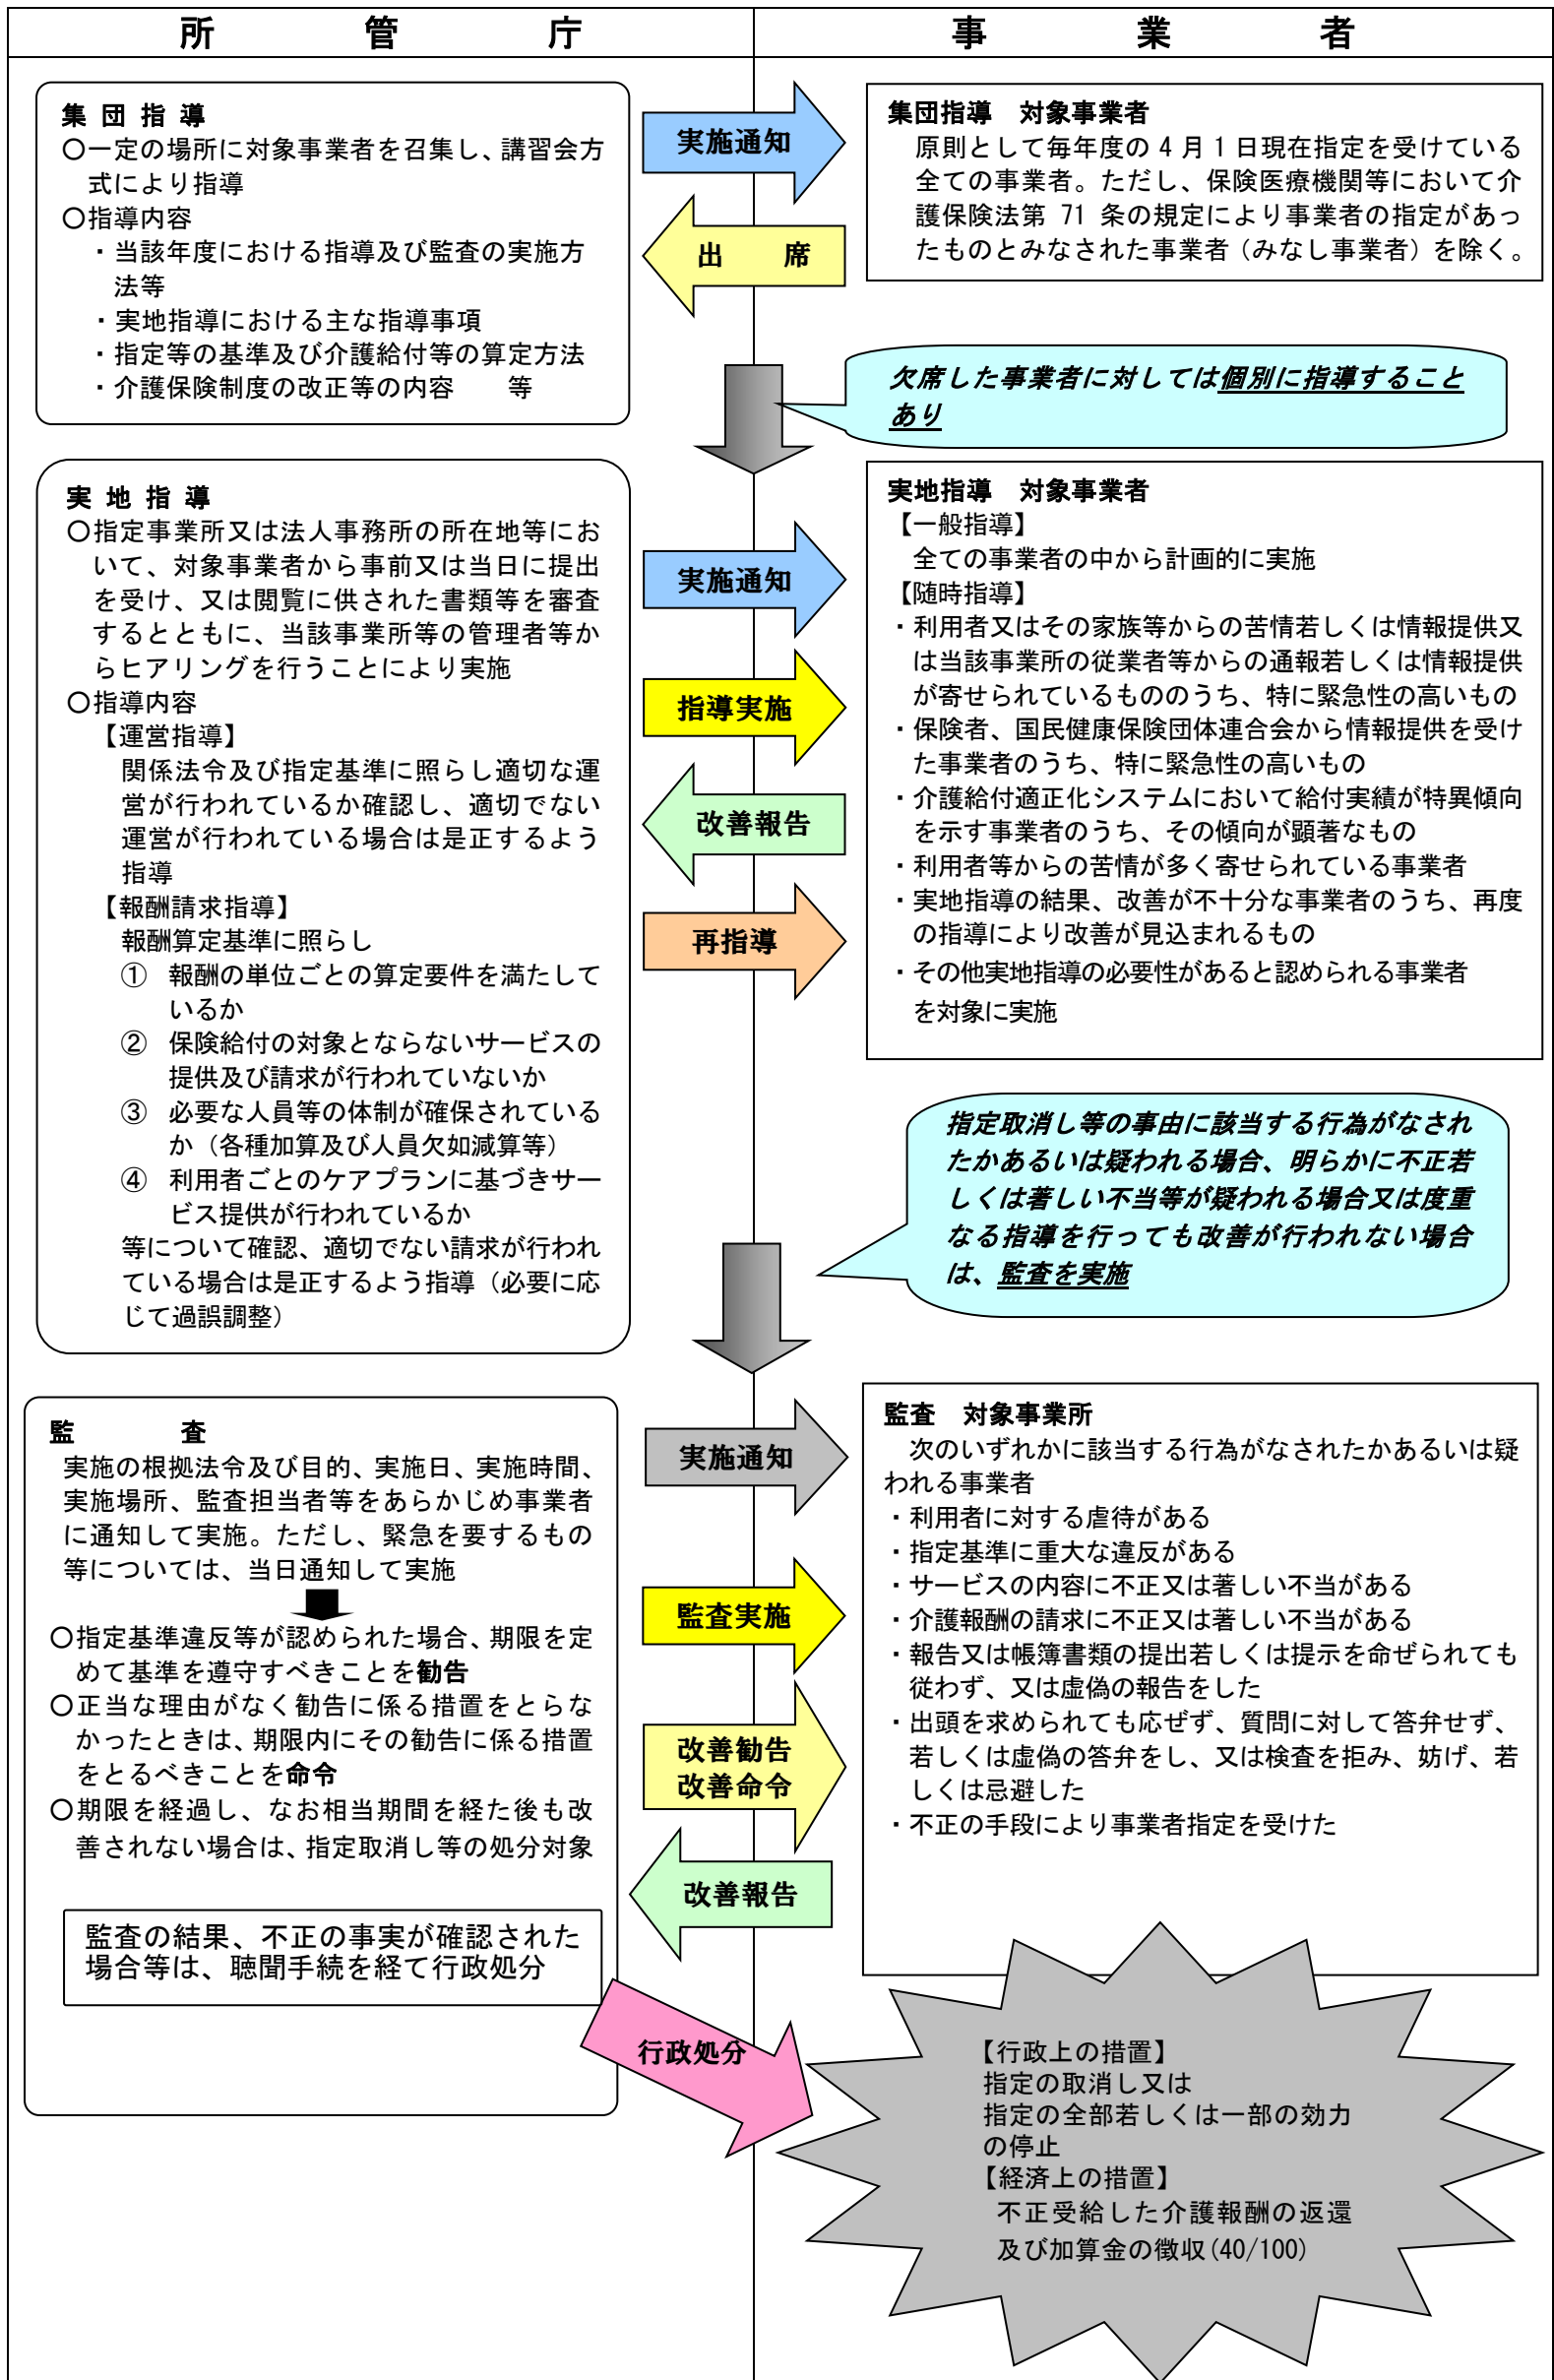 所管庁
事業者
集団指導
〇一定の場所に対象事業者を召集し、講習会方
式により指導
〇指導内容
・当該年度における指導及び監査の実施方
法等
・実地指導における主な指導事項
・指定等の基準及び介護給付等の算定方法
・介護保険制度の改正等の内容　　等
実施通知
出　席
集団指導　対象事業者
原則として毎年度の４月１日現在指定を受けている
全ての事業者。ただし、保険医療機関等において介
護保険法第 71 条の規定により事業者の指定があっ
たものとみなされた事業者（みなし事業者）を除く。
欠席した事業者に対しては個別に指導すること
あり
実地指導
〇指定事業所又は法人事務所の所在地等にお
いて、対象事業者から事前又は当日に提出
を受け、又は閲覧に供された書類等を審査
するとともに、当該事業所等の管理者等か
らヒアリングを行うことにより実施
〇指導内容
【運営指導】
関係法令及び指定基準に照らし適切な運
営が行われているか確認し、適切でない
運営が行われている場合は是正するよう
指導
【報酬請求指導】
報酬算定基準に照らし
①　報酬の単位ごとの算定要件を満たして
いるか
②　保険給付の対象とならないサービスの
提供及び請求が行われていないか
③　必要な人員等の体制が確保されている
か（各種加算及び人員欠如減算等）
④　利用者ごとのケアプランに基づきサー
ビス提供が行われているか
等について確認、適切でない請求が行われ
ている場合は是正するよう指導（必要に応
じて過誤調整）
実施通知
指導実施
改善報告
再指導
実地指導　対象事業者
【一般指導】
全ての事業者の中から計画的に実施
【随時指導】
・利用者又はその家族等からの苦情若しくは情報提供又
は当該事業所の従業者等からの通報若しくは情報提供
が寄せられているもののうち、特に緊急性の高いもの
・保険者、国民健康保険団体連合会から情報提供を受け
た事業者のうち、特に緊急性の高いもの
・介護給付適正化システムにおいて給付実績が特異傾向
を示す事業者のうち、その傾向が顕著なもの
・利用者等からの苦情が多く寄せられている事業者
・実地指導の結果、改善が不十分な事業者のうち、再度
の指導により改善が見込まれるもの
・その他実地指導の必要性があると認められる事業者
を対象に実施
指定取消し等の事由に該当する行為がなされ
たかあるいは疑われる場合、明らかに不正若
しくは著しい不当等が疑われる場合又は度重
なる指導を行っても改善が行われない場合
は、監査を実施
監　　査
実施の根拠法令及び目的、実施日、実施時間、
実施場所、監査担当者等をあらかじめ事業者
に通知して実施。ただし、緊急を要するもの
等については、当日通知して実施
〇指定基準違反等が認められた場合、期限を定
めて基準を遵守すべきことを勧告
〇正当な理由がなく勧告に係る措置をとらな
かったときは、期限内にその勧告に係る措置
をとるべきことを命令
〇期限を経過し、なお相当期間を経た後も改
善されない場合は、指定取消し等の処分対象
監査の結果、不正の事実が確認された
場合等は、聴聞手続を経て行政処分
実施通知
監査実施
改善勧告
改善命令
改善報告
行政処分
監査　対象事業所
次のいずれかに該当する行為がなされたかあるいは疑
われる事業者
・利用者に対する虐待がある
・指定基準に重大な違反がある
・サービスの内容に不正又は著しい不当がある
・介護報酬の請求に不正又は著しい不当がある
・報告又は帳簿書類の提出若しくは提示を命ぜられても
従わず、又は虚偽の報告をした
・出頭を求められても応ぜず、質問に対して答弁せず、
若しくは虚偽の答弁をし、又は検査を拒み、妨げ、若
しくは忌避した
・不正の手段により事業者指定を受けた
【行政上の措置】
指定の取消し又は
指定の全部若しくは一部の効力
の停止
【経済上の措置】
不正受給した介護報酬の返還
及び加算金の徴収(40/100)